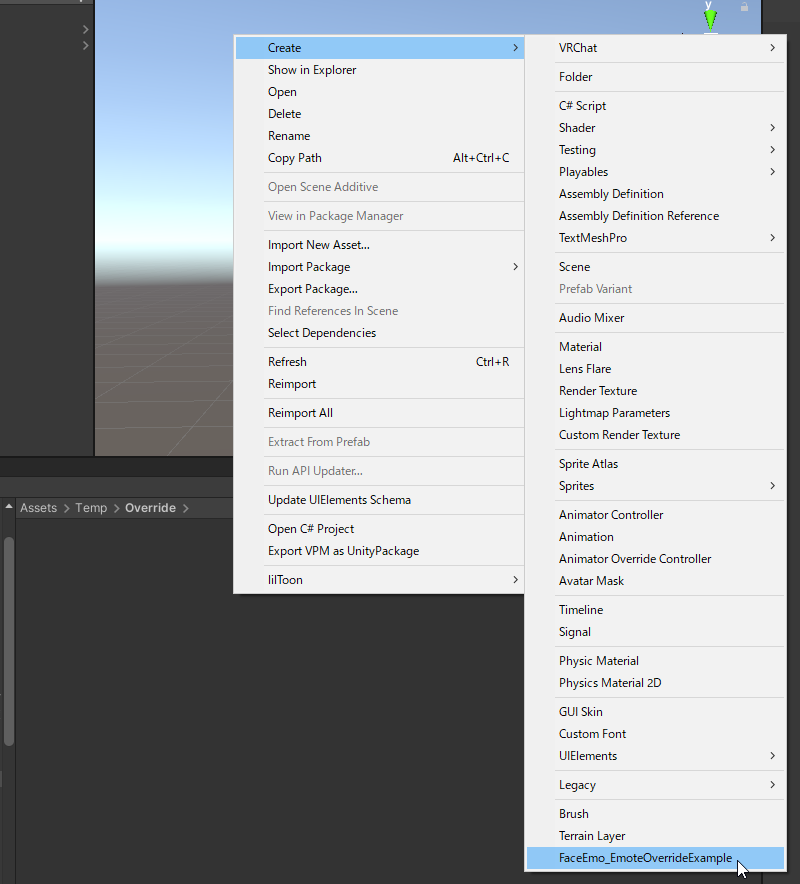 y
Create
Show in Explorer
Open
Delete
Rename
Copy Path Alt+Ctrl+C
Open Scene Additive
View in Package Manager
Import New Asset...
Import Package
Export Package...
Find References In Scene
Select Dependencies
Refresh Ctrl+R
Reimport
Reimport All
Extract From Prefab
Run API Updater...
Update UIElements Schema
Open C# Project
Export VPM as UnityPackage
lilToon
VRChat
Folder
C# Script
Shader
Testing
Playables
Assembly Definition
Assembly Definition Reference
TextMeshPro
Scene
Prefab Variant
Audio Mixer
Material
Lens Flare
Render Texture
Lightmap Parameters
Custom Render Texture
Sprite Atlas
Sprites
Animator Controller
Animation
Animator Override Controller
Avatar Mask
Timeline
Signal
Physic Material
Physics Material 2D
GUI Skin
Custom Font
UIElements
Legacy
Brush
Terrain Layer
FaceEmo_EmoteOverrideExample
Assets > Temp > Override >